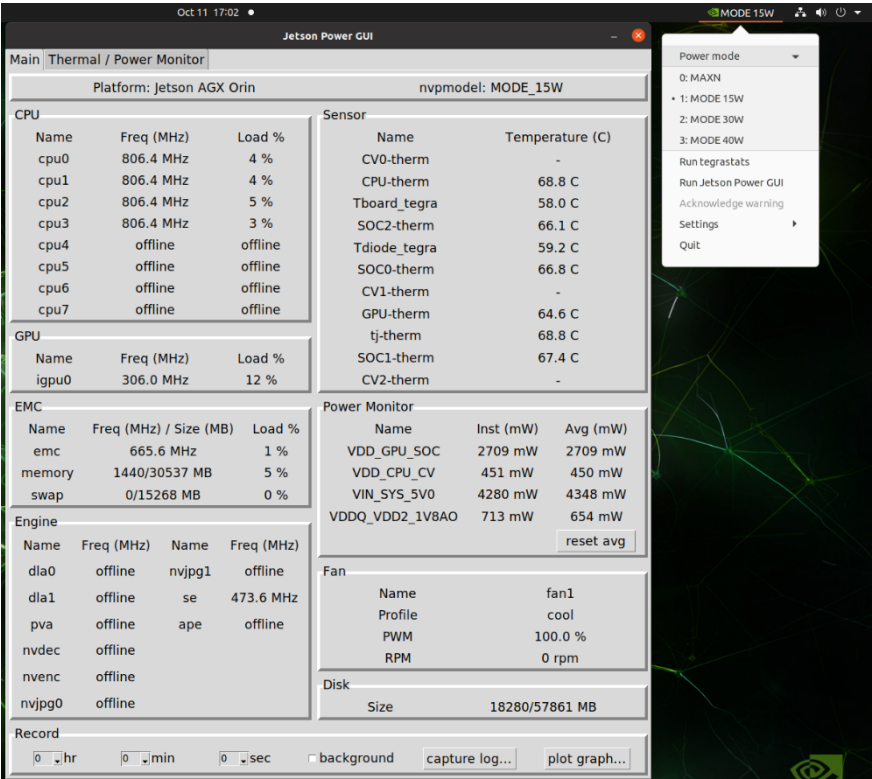 Oct 11 17:02
MODE 15W
Jetson Power GUI
Main Thermal / Power Monitor
Platform: Jetson AGX Orin nvpmodel: MODE_15W
CPU
Name Freq (MHz) Load %
cpu0 806.4 MHz 4 %
cpu1 806.4 MHz 4 %
cpu2 806.4 MHz 5 %
cpu3 806.4 MHz 3 %
cpu4 offline offline
cpu5 offline offline
cpu6 offline offline
cpu7 offline offline
GPU
Name Freq (MHz) Load %
igpu0 306.0 MHz 12 %
EMC
Name Freq (MHz) / Size (MB) Load %
emc 665.6 MHz 1 %
memory 1440/30537 MB 5 %
swap 0/15268 MB 0 %
Engine
Name Freq (MHz) Name Freq (MHz)
dla0 offline nvjpg1 offline
dla1 offline se 473.6 MHz
pva offline ape offline
nvdec offline
nvenc offline
nvjpg0 offline
Sensor
Name Temperature (C)
CV0-therm -
CPU-therm 68.8 C
Tboard_tegra 58.0 C
SOC2-therm 66.1 C
Tdiode_tegra 59.2 C
SOC0-therm 66.8 C
CV1-therm -
GPU-therm 64.6 C
tj-therm 68.8 C
SOC1-therm 67.4 C
CV2-therm -
Power Monitor
Name Inst (mW) Avg (mW)
VDD_GPU_SOC 2709 mW 2709 mW
VDD_CPU_CV 451 mW 450 mW
VIN_SYS_5V0 4280 mW 4348 mW
VDDQ_VDD2_1V8AO 713 mW 654 mW
reset avg
Fan
Name fan1
Profile cool
PWM 100.0 %
RPM 0 rpm
Disk
Size 18280/57861 MB
Record
0 hr 0 min 0 sec background capture log... plot graph...
Power mode
0: MAXN
• 1: MODE 15W
2: MODE 30W
3: MODE 40W
Run tegrastats
Run Jetson Power GUI
Acknowledge warning
Settings
Quit